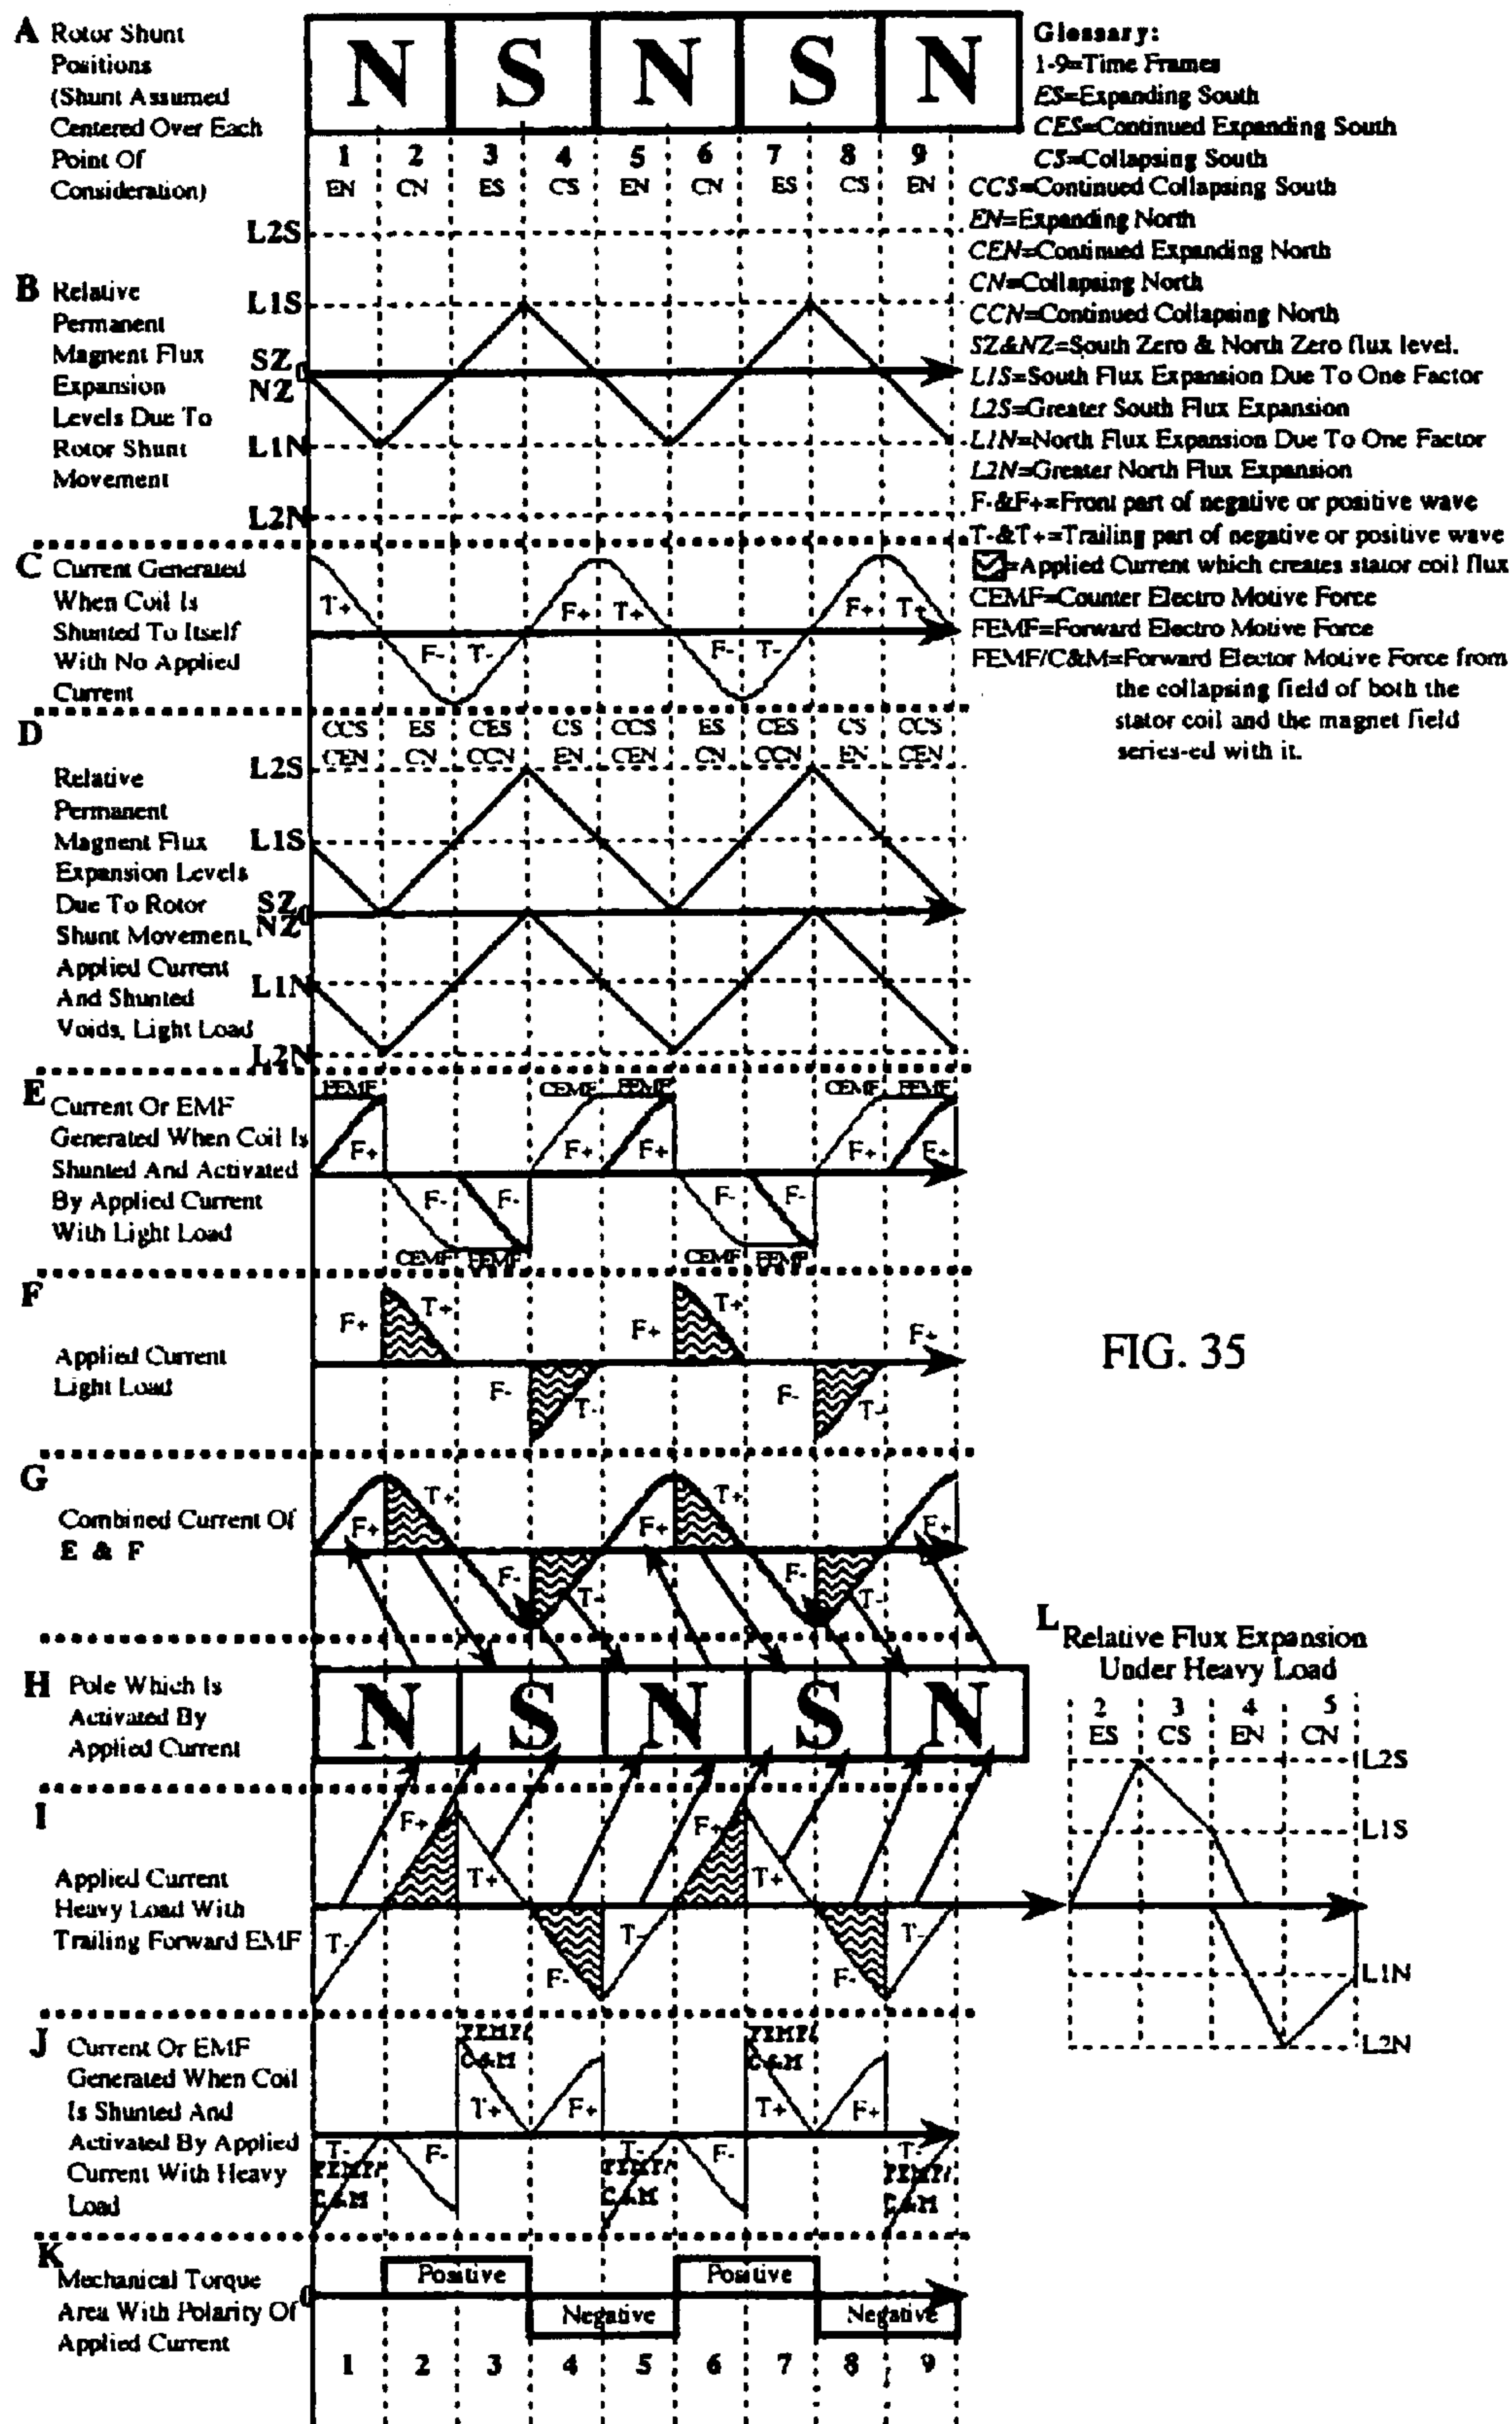 A Rotor Shunt
Positions
(Shunt Assumed
Centered Over Each
Point Of
Consideration)
N S N S N
1 2 3 4 5 6 7 8 9
EN CN ES CS EN CN ES CS EN
Glossary:
1-9=Time Frames
ES=Expanding South
CES=Continued Expanding South
CS=Collapsing South
CCS=Continued Collapsing South
EN=Expanding North
CEN=Continued Expanding North
CN=Collapsing North
CCN=Continued Collapsing North
SZ&NZ=South Zero & North Zero flux level.
L1S=South Flux Expansion Due To One Factor
L2S=Greater South Flux Expansion
L1N=North Flux Expansion Due To One Factor
L2N=Greater North Flux Expansion
F-&F+=Front part of negative or positive wave
T-&T+=Trailing part of negative or positive wave
=Applied Current which creates stator coil flux
CEMF=Counter Electro Motive Force
FEMF=Forward Electro Motive Force
FEMF/C&M=Forward Elector Motive Force from
the collapsing field of both the
stator coil and the magnet field
series-ed with it.
B Relative
Permanent
Magnent Flux
Expansion
Levels Due To
Rotor Shunt
Movement
L2S
L1S
SZ 0
NZ
L1N
L2N
C Current Generated
When Coil Is
Shunted To Itself
With No Applied
Current
T+ F- T- F+ T+ F- T- F+ T+
D
CCS ES CES CS CCS ES CES CS CCS
CEN CN CCN EN CEN CN CCN EN CEN
Relative
Permanent
Magnent Flux
Expansion Levels
Due To Rotor
Shunt Movement,
Applied Current
And Shunted
Voids, Light Load
L2S
L1S
SZ 0
NZ
L1N
L2N
E Current Or EMF
Generated When Coil Is
Shunted And Activated
By Applied Current
With Light Load
FEMF CEMF FEMF CEMF FEMF
F+ F+ F+ F+ F+
F- F- F- F-
CEMF FEMF CEMF FEMF
F
Applied Current
Light Load
F+ T+ F+ T+ F+
F- T- F- T-
FIG. 35
G
Combined Current Of
E & F
F+ T+ F+ T+ F+
F- T- F- T-
H Pole Which Is
Activated By
Applied Current
N S N S N
I
Applied Current
Heavy Load With
Trailing Forward EMF
F+ T+ F+ T+
T- F- T- F- T-
J Current Or EMF
Generated When Coil
Is Shunted And
Activated By Applied
Current With Heavy
Load
FEMF/ FEMF/
C&M C&M
T+ F+ T+ F+
T- F- T- F- T-
FEMF/ FEMF/ FEMF/
C&M C&M C&M
K
Mechanical Torque
Area With Polarity Of
Applied Current
0
Positive Positive
Negative Negative
1 2 3 4 5 6 7 8 9
L
Relative Flux Expansion
Under Heavy Load
2 3 4 5
ES CS EN CN
L2S
L1S
L1N
L2N